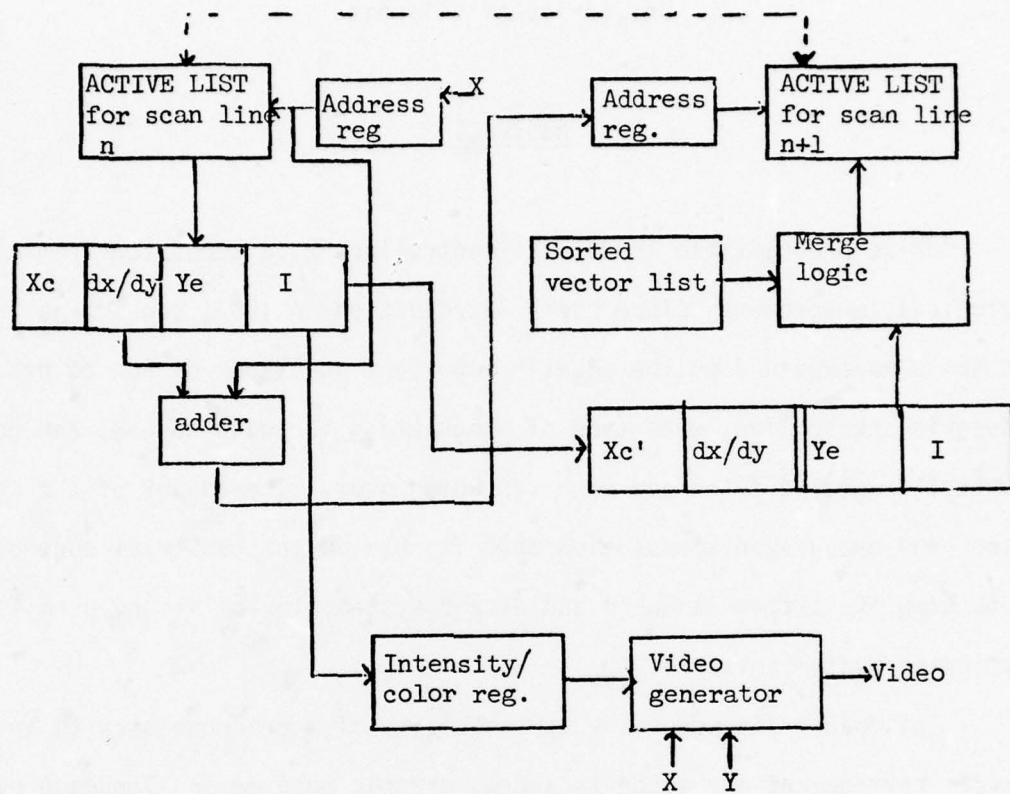 ACTIVE LIST
for scan line
n
Address
reg
X
Address
reg.
ACTIVE LIST
for scan line
n+1
Xc dx/dy Ye I
Sorted
vector list
Merge
logic
adder
Xc' dx/dy Ye I
Intensity/
color reg.
Video
generator
Video
X Y